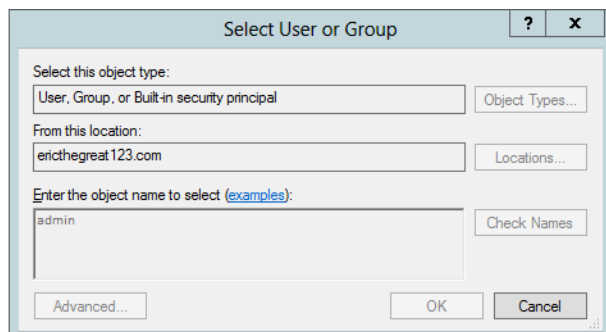 Select User or Group
? x
Select this object type:
User, Group, or Built-in security principal
Object Types...
From this location:
ericthegreat123.com
Locations...
Enter the object name to select (examples):
admin
Check Names
Advanced...
OK
Cancel